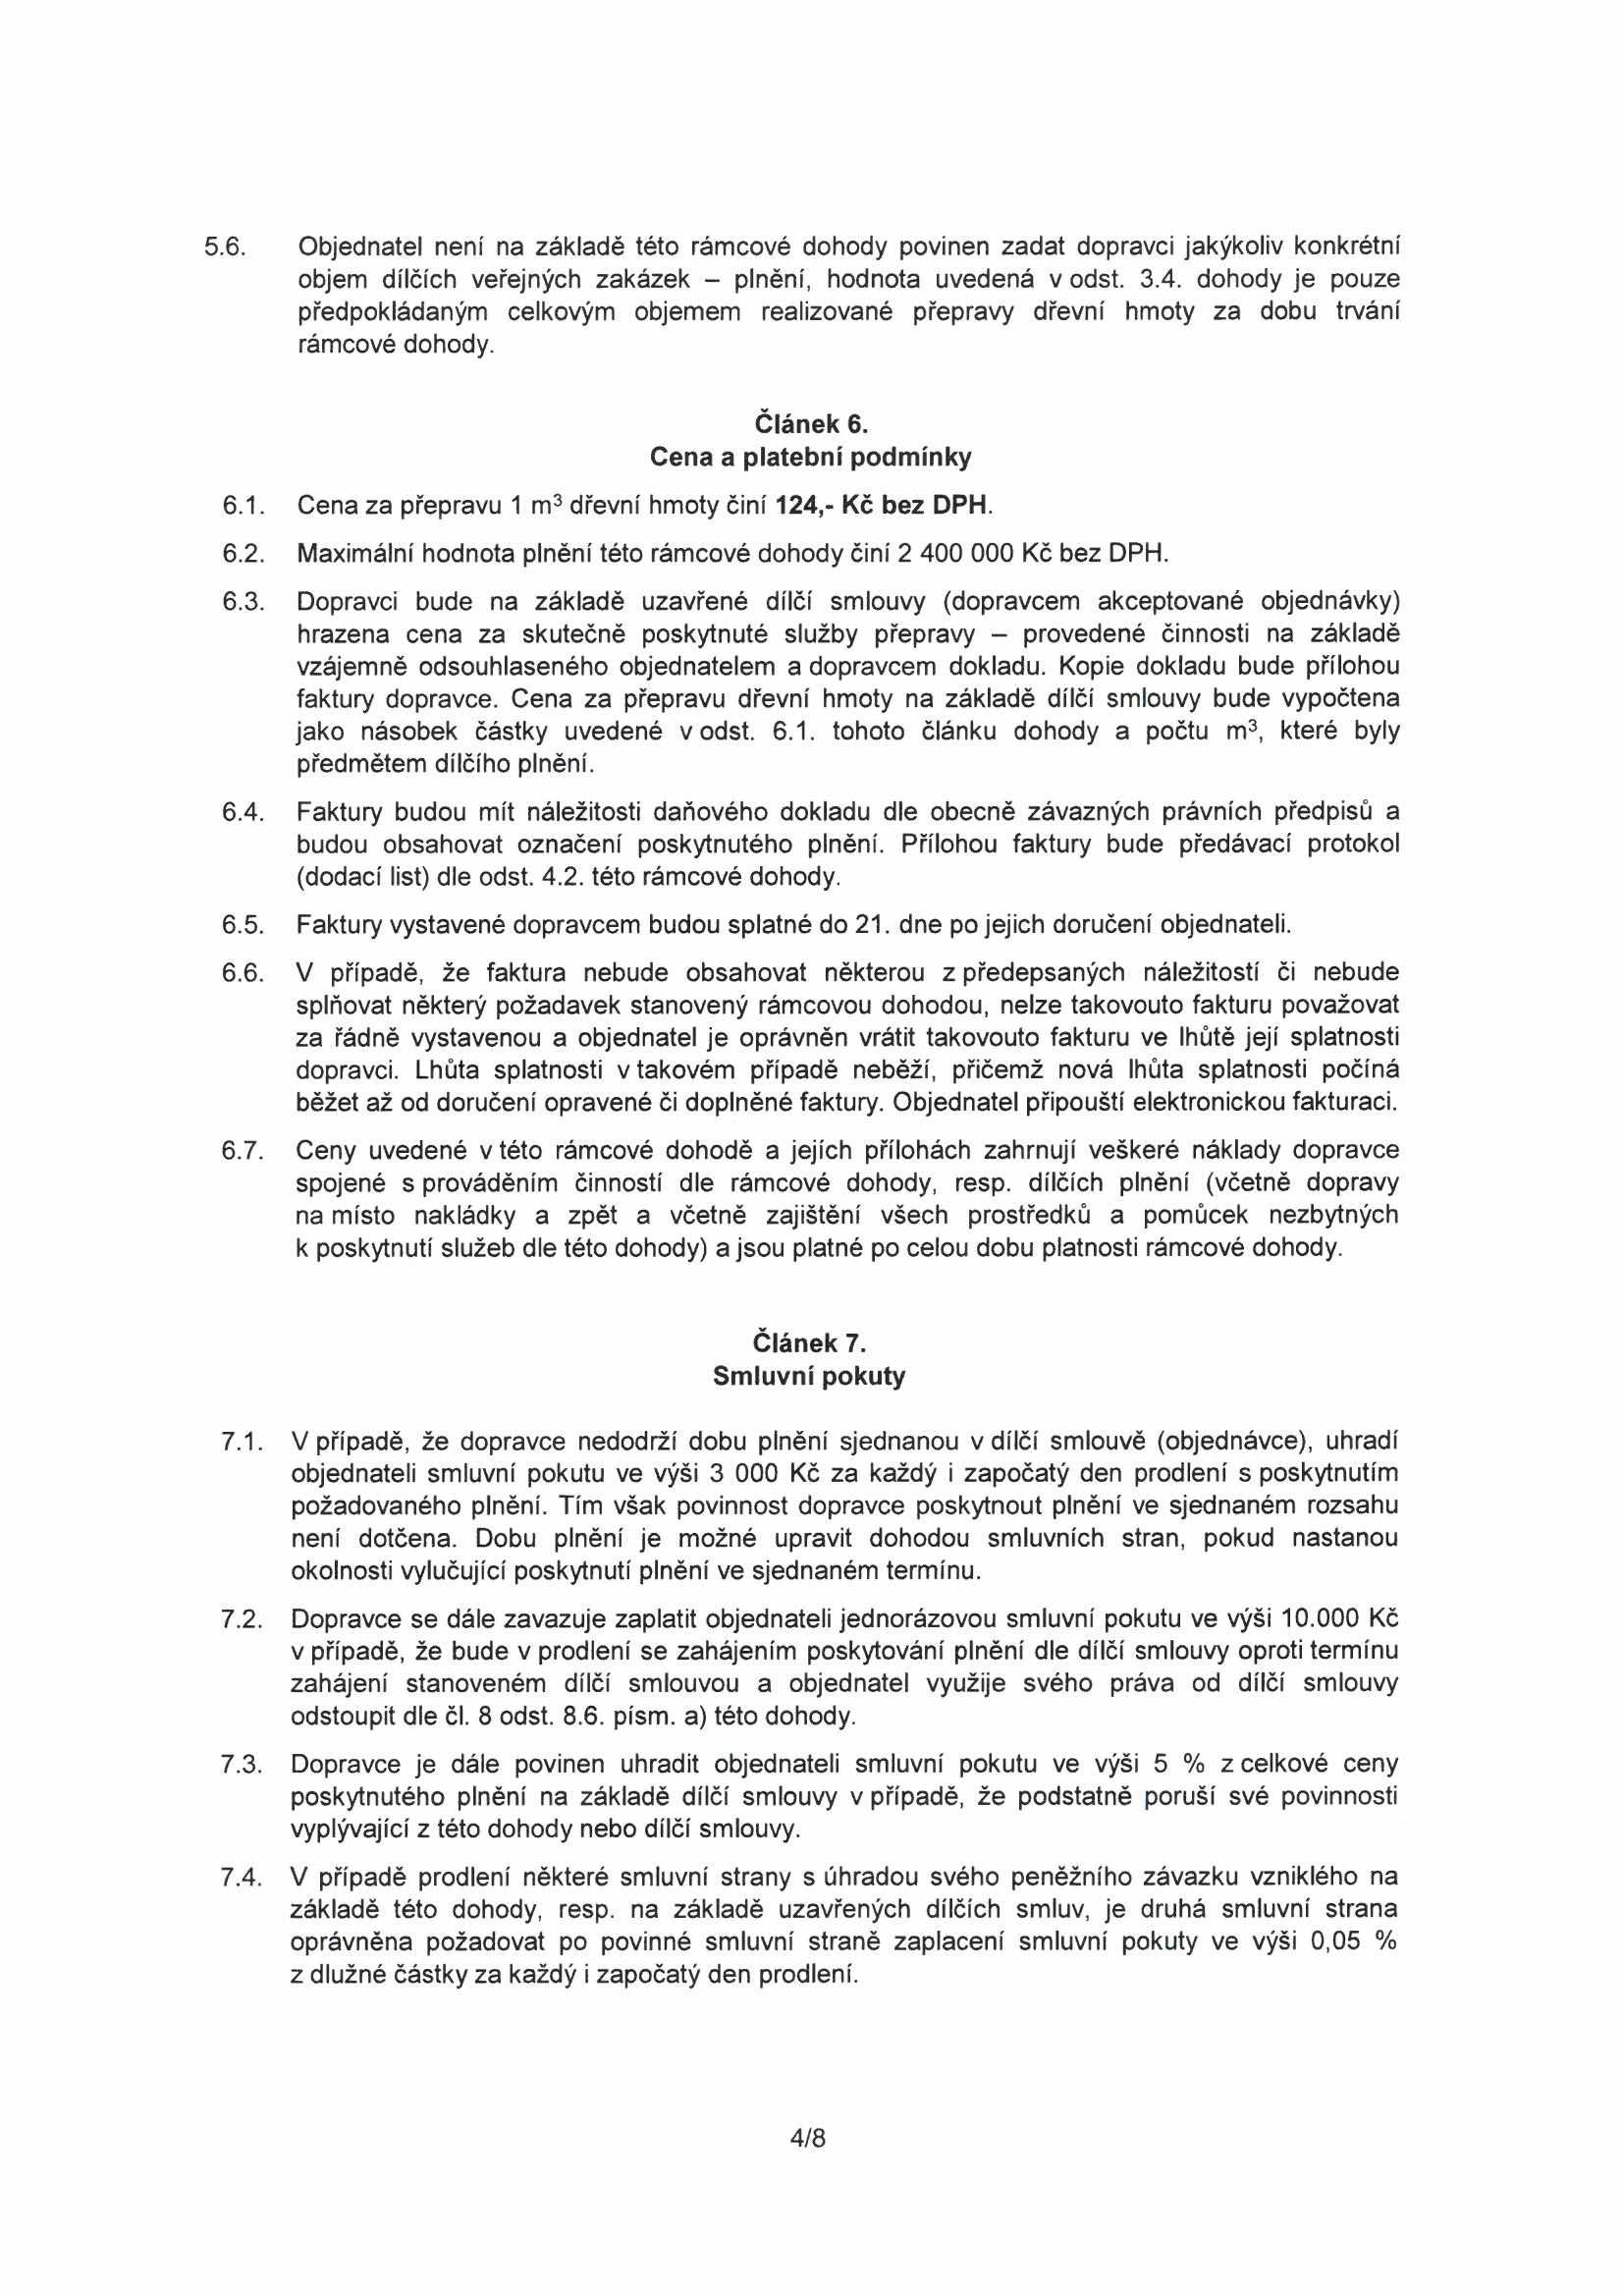 5.6. Objednatel není na základě této rámcové dohody povinen zadat dopravci jakýkoliv konkrétní
objem dílčích veřejných zakázek – plnění, hodnota uvedená v odst. 3.4. dohody je pouze
předpokládaným celkovým objemem realizované přepravy dřevní hmoty za dobu trvání
rámcové dohody.
Článek 6.
Cena a platební podmínky
6.1. Cena za přepravu 1 m³ dřevní hmoty činí 124,- Kč bez DPH.
6.2. Maximální hodnota plnění této rámcové dohody činí 2 400 000 Kč bez DPH.
6.3. Dopravci bude na základě uzavřené dílčí smlouvy (dopravcem akceptované objednávky)
hrazena cena za skutečně poskytnuté služby přepravy – provedené činnosti na základě
vzájemně odsouhlaseného objednatelem a dopravcem dokladu. Kopie dokladu bude přílohou
faktury dopravce. Cena za přepravu dřevní hmoty na základě dílčí smlouvy bude vypočtena
jako násobek částky uvedené v odst. 6.1. tohoto článku dohody a počtu m³, které byly
předmětem dílčího plnění.
6.4. Faktury budou mít náležitosti daňového dokladu dle obecně závazných právních předpisů a
budou obsahovat označení poskytnutého plnění. Přílohou faktury bude předávací protokol
(dodací list) dle odst. 4.2. této rámcové dohody.
6.5. Faktury vystavené dopravcem budou splatné do 21. dne po jejich doručení objednateli.
6.6. V případě, že faktura nebude obsahovat některou z předepsaných náležitostí či nebude
splňovat některý požadavek stanovený rámcovou dohodou, nelze takovouto fakturu považovat
za řádně vystavenou a objednatel je oprávněn vrátit takovouto fakturu ve lhůtě její splatnosti
dopravci. Lhůta splatnosti v takovém případě neběží, přičemž nová lhůta splatnosti počíná
běžet až od doručení opravené či doplněné faktury. Objednatel připouští elektronickou fakturaci.
6.7. Ceny uvedené v této rámcové dohodě a jejích přílohách zahrnují veškeré náklady dopravce
spojené s prováděním činností dle rámcové dohody, resp. dílčích plnění (včetně dopravy
na místo nakládky a zpět a včetně zajištění všech prostředků a pomůcek nezbytných
k poskytnutí služeb dle této dohody) a jsou platné po celou dobu platnosti rámcové dohody.
Článek 7.
Smluvní pokuty
7.1. V případě, že dopravce nedodrží dobu plnění sjednanou v dílčí smlouvě (objednávce), uhradí
objednateli smluvní pokutu ve výši 3 000 Kč za každý i započatý den prodlení s poskytnutím
požadovaného plnění. Tím však povinnost dopravce poskytnout plnění ve sjednaném rozsahu
není dotčena. Dobu plnění je možné upravit dohodou smluvních stran, pokud nastanou
okolnosti vylučující poskytnutí plnění ve sjednaném termínu.
7.2. Dopravce se dále zavazuje zaplatit objednateli jednorázovou smluvní pokutu ve výši 10.000 Kč
v případě, že bude v prodlení se zahájením poskytování plnění dle dílčí smlouvy oproti termínu
zahájení stanoveném dílčí smlouvou a objednatel využije svého práva od dílčí smlouvy
odstoupit dle čl. 8 odst. 8.6. písm. a) této dohody.
7.3. Dopravce je dále povinen uhradit objednateli smluvní pokutu ve výši 5 % z celkové ceny
poskytnutého plnění na základě dílčí smlouvy v případě, že podstatně poruší své povinnosti
vyplývající z této dohody nebo dílčí smlouvy.
7.4. V případě prodlení některé smluvní strany s úhradou svého peněžního závazku vzniklého na
základě této dohody, resp. na základě uzavřených dílčích smluv, je druhá smluvní strana
oprávněna požadovat po povinné smluvní straně zaplacení smluvní pokuty ve výši 0,05 %
z dlužné částky za každý i započatý den prodlení.
4/8